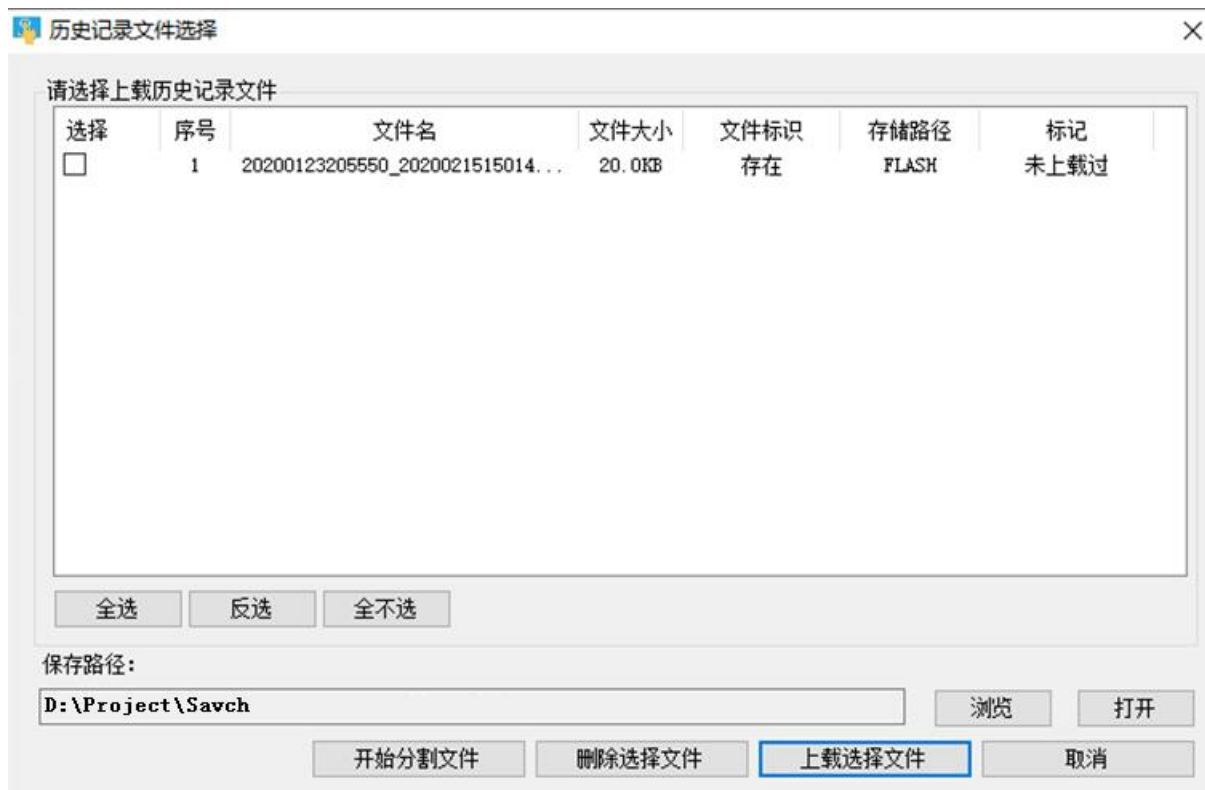 历史记录文件选择
请选择上载历史记录文件
选择 序号 文件名 文件大小 文件标识 存储路径 标记
1 20200123205550_2020021515014... 20.0KB 存在 FLASH 未上载过
全选 反选 全不选
保存路径:
D:\Project\Savch 浏览 打开
开始分割文件 删除选择文件 上载选择文件 取消